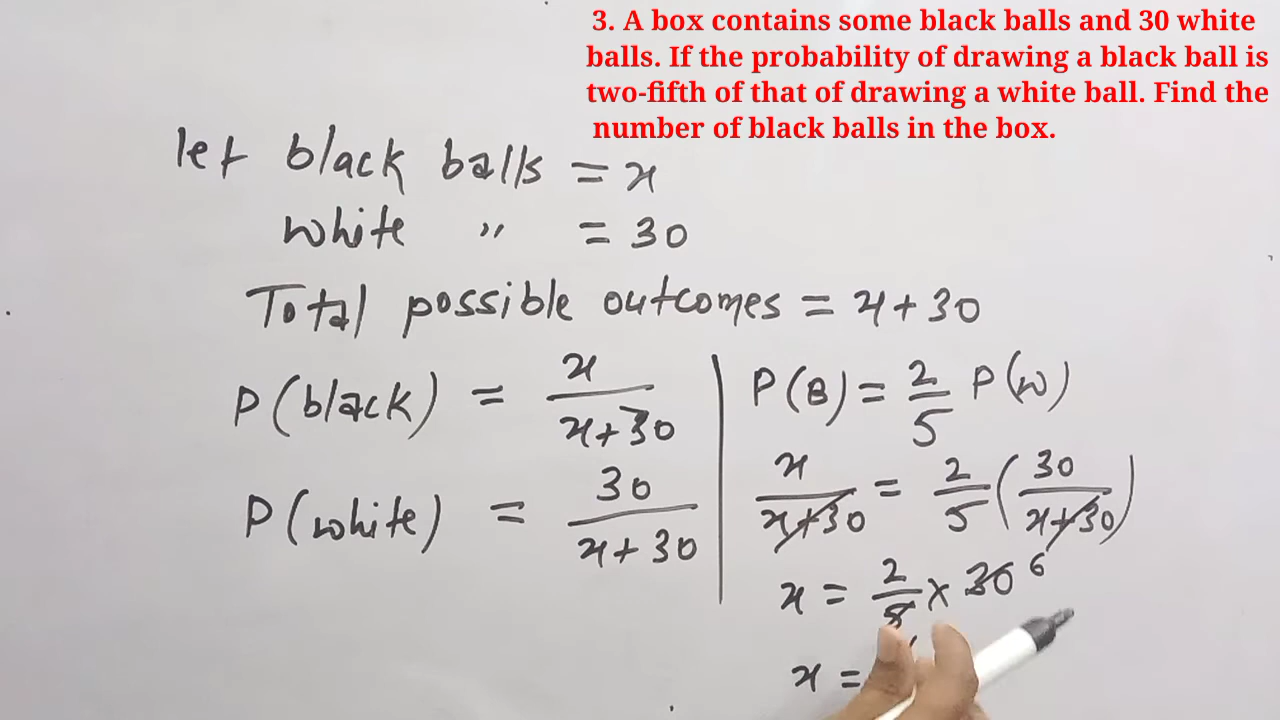 3. A box contains some black balls and 30 white
balls. If the probability of drawing a black ball is
two-fifth of that of drawing a white ball. Find the
number of black balls in the box.
let black balls = x
white " = 30
Total possible outcomes = x + 30
P(black) = x / (x+30)
P(white) = 30 / (x+30)
P(B) = 2/5 P(w)
x / (x+30) = 2/5 (30 / (x+30))
x = 2/5 × 30 6
x =